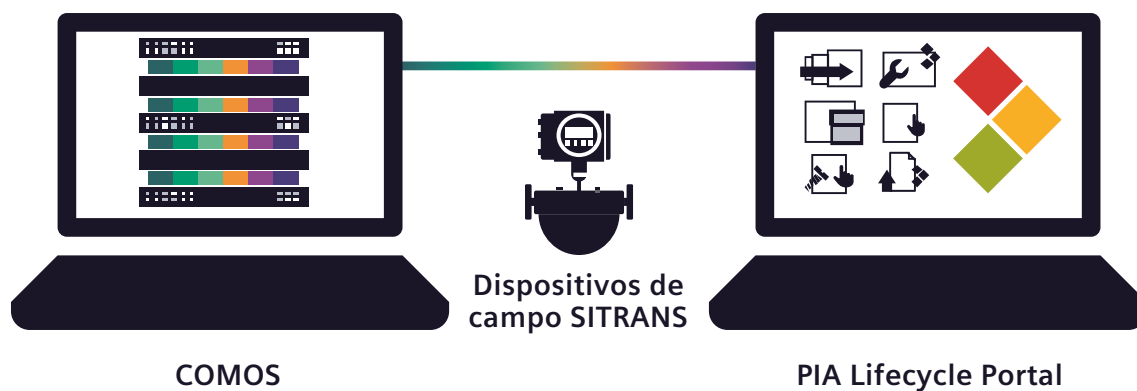 Dispositivos de
campo SITRANS
COMOS
PIA Lifecycle Portal